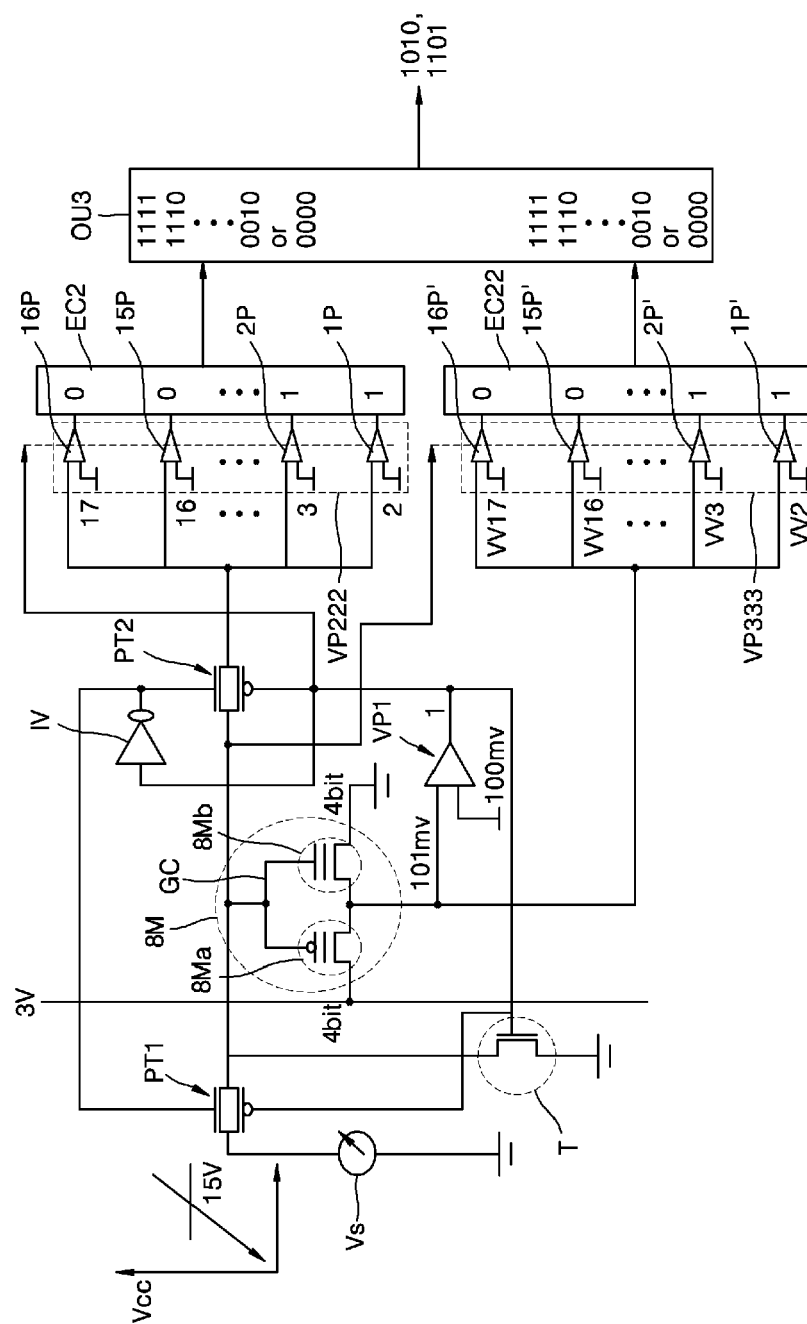 Vcc
15V
Vs
PT1
3V
8M
8Ma
GC
8Mb
4bit
4bit
T
IV
PT2
101mv
100mv
VP1
1
VP222
17
16
• • •
3
2
16P
EC2
15P
2P
1P
0
0
• • •
1
1
VP333
VV17
VV16
• • •
VV3
VV2
16P'
EC22
15P'
2P'
1P'
0
0
• • •
1
1
OU3
1111
1110
• • •
0010
or
0000
1111
1110
• • •
0010
or
0000
1010,
1101